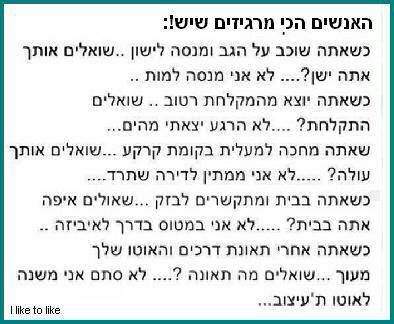 האנשים הכי מרגיזים שיש!:
כשאתה שוכב על הגב ומנסה לישון ..שואלים אותך
אתה ישן?.... לא אני מנסה למות ..
כשאתה יוצא מהמקלחת רטוב .. שואלים
התקלחת? ....לא הרגע יצאתי מהים...
שאתה מחכה למעלית בקומת קרקע ...שואלים אותך
עולה? .....לא אני ממתין לדירה שתרד....
כשאתה בבית ומתקשרים לבזק ...שאולים איפה
אתה בבית? .....לא אני במטוס בדרך לאיביזה ..
כשאתה אחרי תאונת דרכים והאוטו שלך
מעוך ...שואלים מה תאונה ?.... לא סתם אני משנה
לאוטו ת'עיצוב...
I like to like